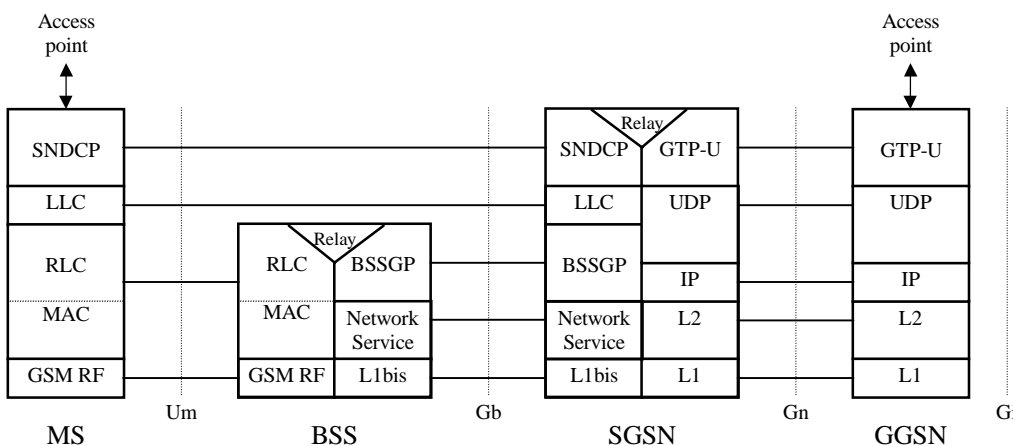 Access
point
Access
point
SNDCP
Relay
SNDCP
GTP-U
GTP-U
LLC
LLC
UDP
UDP
Relay
RLC
RLC
BSSGP
BSSGP
IP
IP
MAC
MAC
Network
Service
Network
Service
L2
L2
GSM RF
GSM RF
L1bis
L1bis
L1
L1
Um
Gb
Gn
MS
BSS
SGSN
GGSN